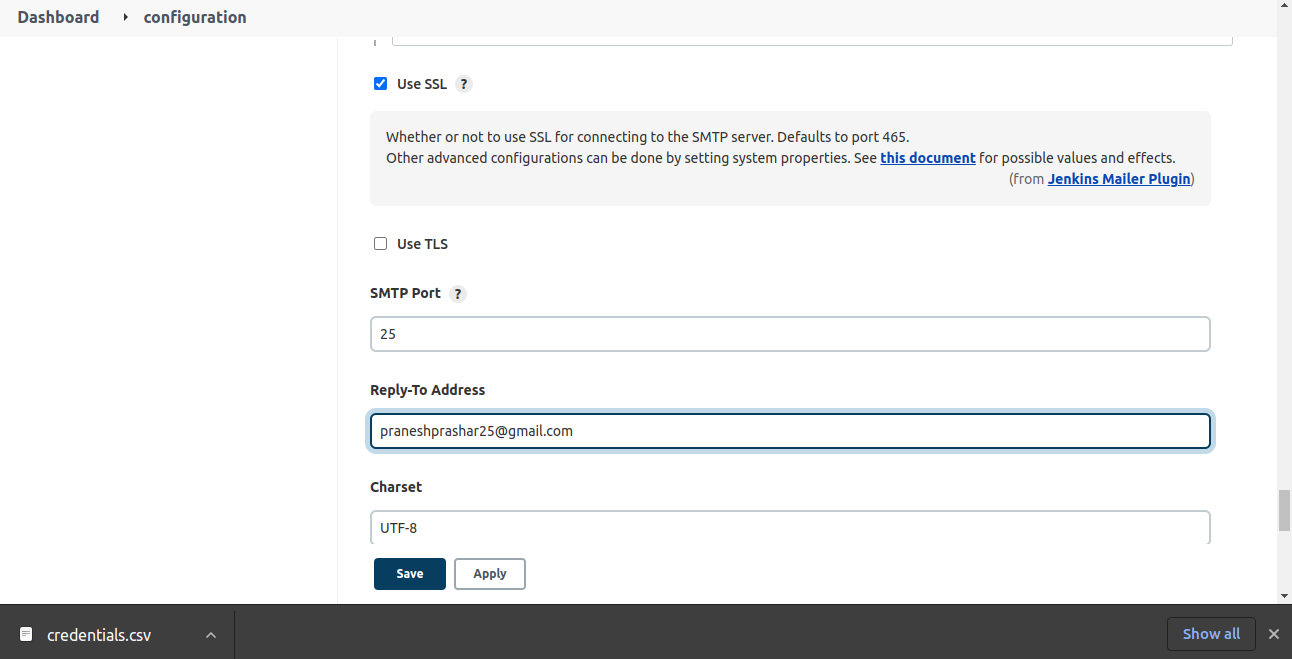 Dashboard configuration
Use SSL ?
Whether or not to use SSL for connecting to the SMTP server. Defaults to port 465.
Other advanced configurations can be done by setting system properties. See this document for possible values and effects.
(from Jenkins Mailer Plugin)
Use TLS
SMTP Port ?
25
Reply-To Address
praneshprashar25@gmail.com
Charset
UTF-8
Save Apply
credentials.csv Show all